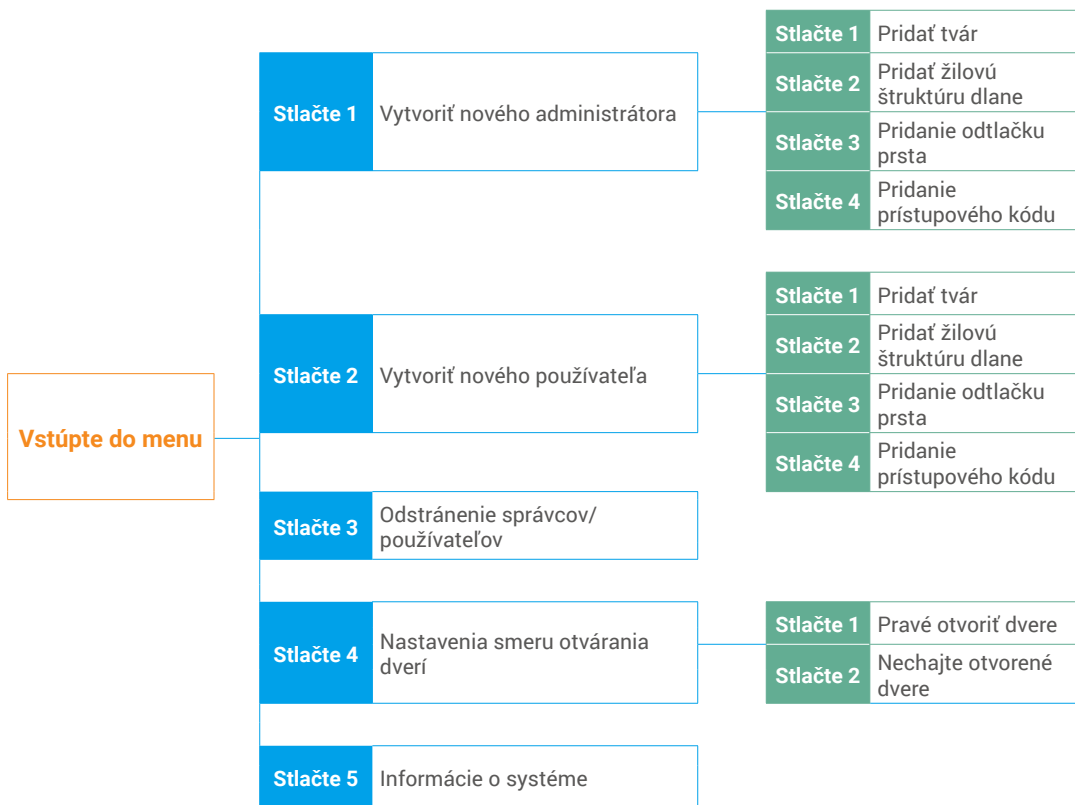 Vstúpte do menu
Stlačte 1
Vytvoriť nového administrátora
Stlačte 1
Pridať tvár
Stlačte 2
Pridať žilovú
štruktúru dlane
Stlačte 3
Pridanie odtlačku
prsta
Stlačte 4
Pridanie
prístupového kódu
Stlačte 2
Vytvoriť nového používateľa
Stlačte 1
Pridať tvár
Stlačte 2
Pridať žilovú
štruktúru dlane
Stlačte 3
Pridanie odtlačku
prsta
Stlačte 4
Pridanie
prístupového kódu
Stlačte 3
Odstránenie správcov/
používateľov
Stlačte 4
Nastavenia smeru otvárania
dverí
Stlačte 1
Pravé otvoriť dvere
Stlačte 2
Nechajte otvorené
dvere
Stlačte 5
Informácie o systéme